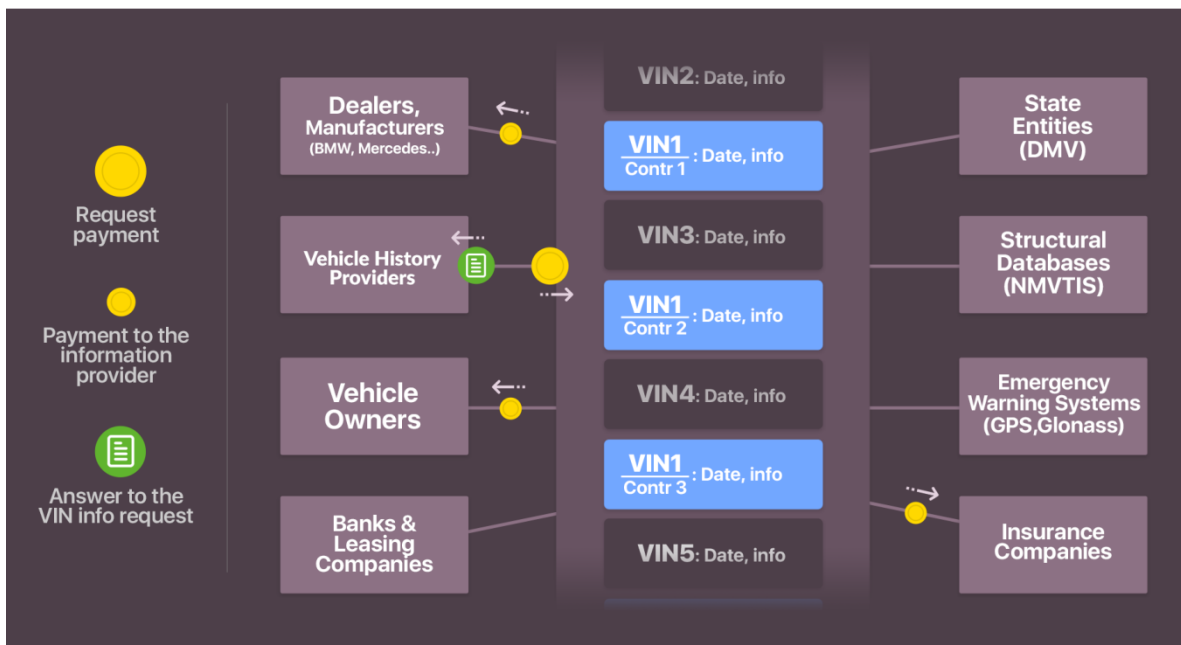 Request
payment
Payment to the
information
provider
Answer to the
VIN info request
Dealers,
Manufacturers
(BMW, Mercedes..)
Vehicle History
Providers
Vehicle
Owners
Banks &
Leasing
Companies
VIN2: Date, info
VIN1
Contr 1
: Date, info
VIN3: Date, info
VIN1
Contr 2
: Date, info
VIN4: Date, info
VIN1
Contr 3
: Date, info
VIN5: Date, info
State
Entities
(DMV)
Structural
Databases
(NMVTIS)
Emergency
Warning Systems
(GPS,Glonass)
Insurance
Companies